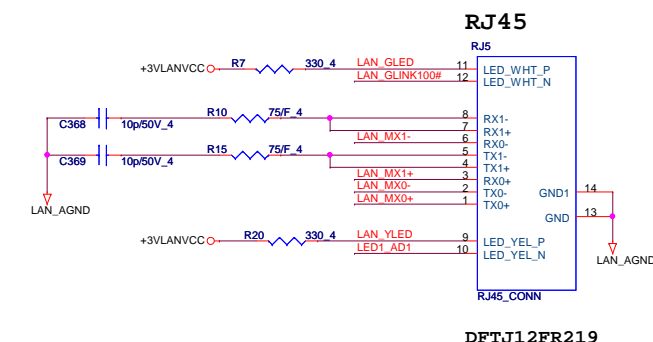 RJ45
RJ5
+3VLANVCC R7 330_4 LAN_GLED 11 LED_WHT_P
LAN_GLINK100# 12 LED_WHT_N
C368 10p/50V_4 R10 75/F_4 8 RX1-
7 RX1+
LAN_MX1- 6 RX0-
C369 10p/50V_4 R15 75/F_4 5 TX1-
4 TX1+
LAN_MX1+ 3 RX0+
LAN_MX0- 2 TX0- GND1 14
LAN_MX0+ 1 TX0+
LAN_AGND
GND 13
+3VLANVCC R20 330_4 LAN_YLED 9 LED_YEL_P
LED1_AD1 10 LED_YEL_N
LAN_AGND
RJ45_CONN
DFTJ12FR219